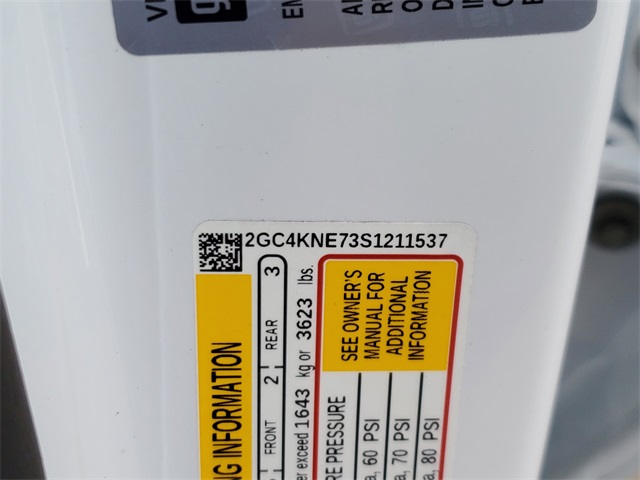 2GC4KNE73S1211537
NG INFORMATION
FRONT 2 REAR 3
exceed 1643 kg or 3623 lbs.
RE PRESSURE
SEE OWNER'S
MANUAL FOR
ADDITIONAL
INFORMATION
60 PSI
70 PSI
80 PSI